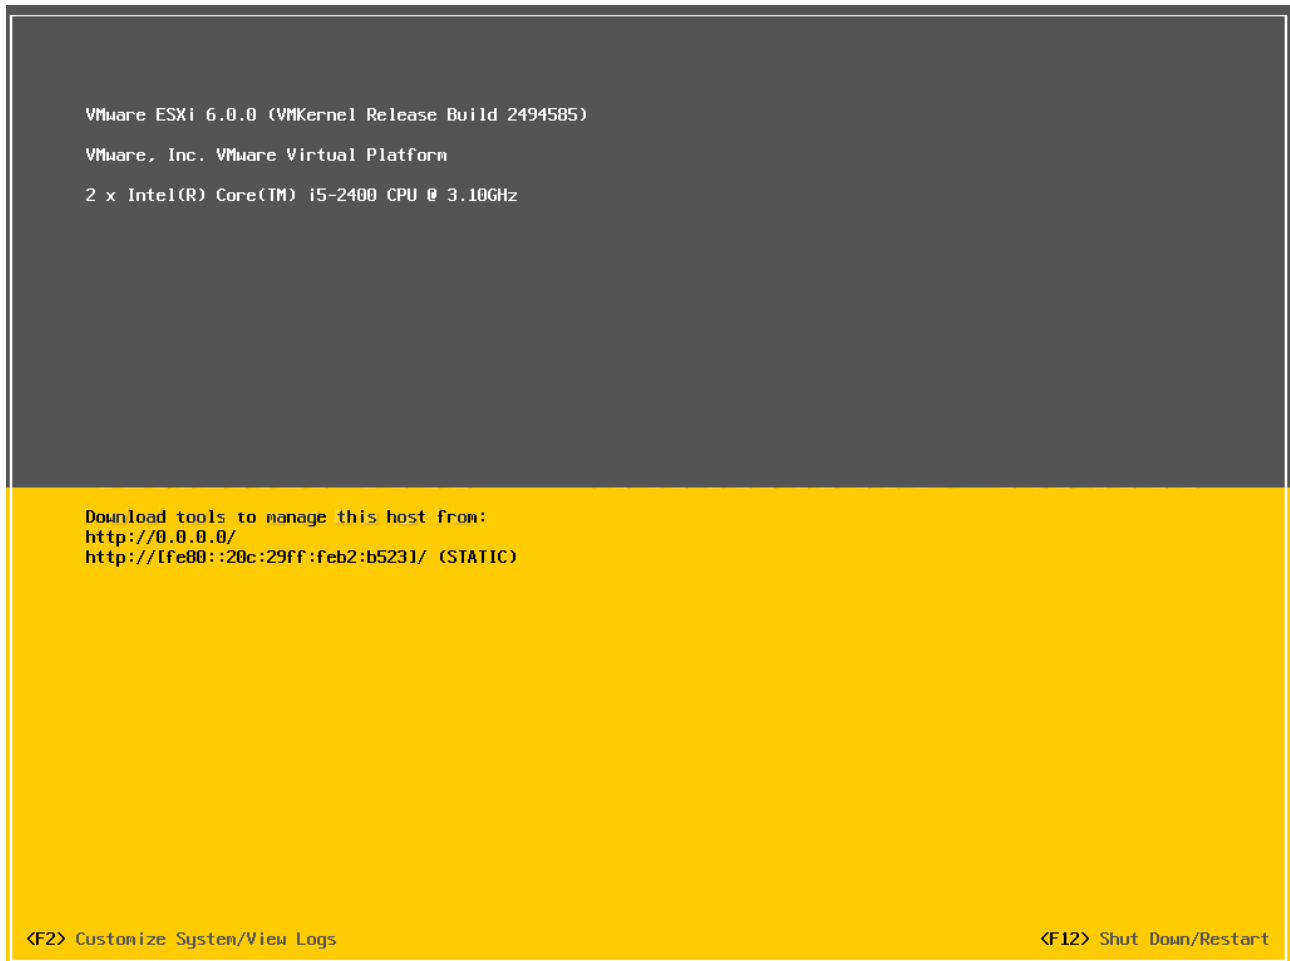 VMware ESXi 6.0.0 (VMKernel Release Build 2494585)
VMware, Inc. VMware Virtual Platform
2 x Intel(R) Core(TM) i5-2400 CPU @ 3.10GHz
Download tools to manage this host from:
http://0.0.0.0/
http://[fe80::20c:29ff:feb2:b523]/ (STATIC)
<F2> Customize System/View Logs
<F12> Shut Down/Restart